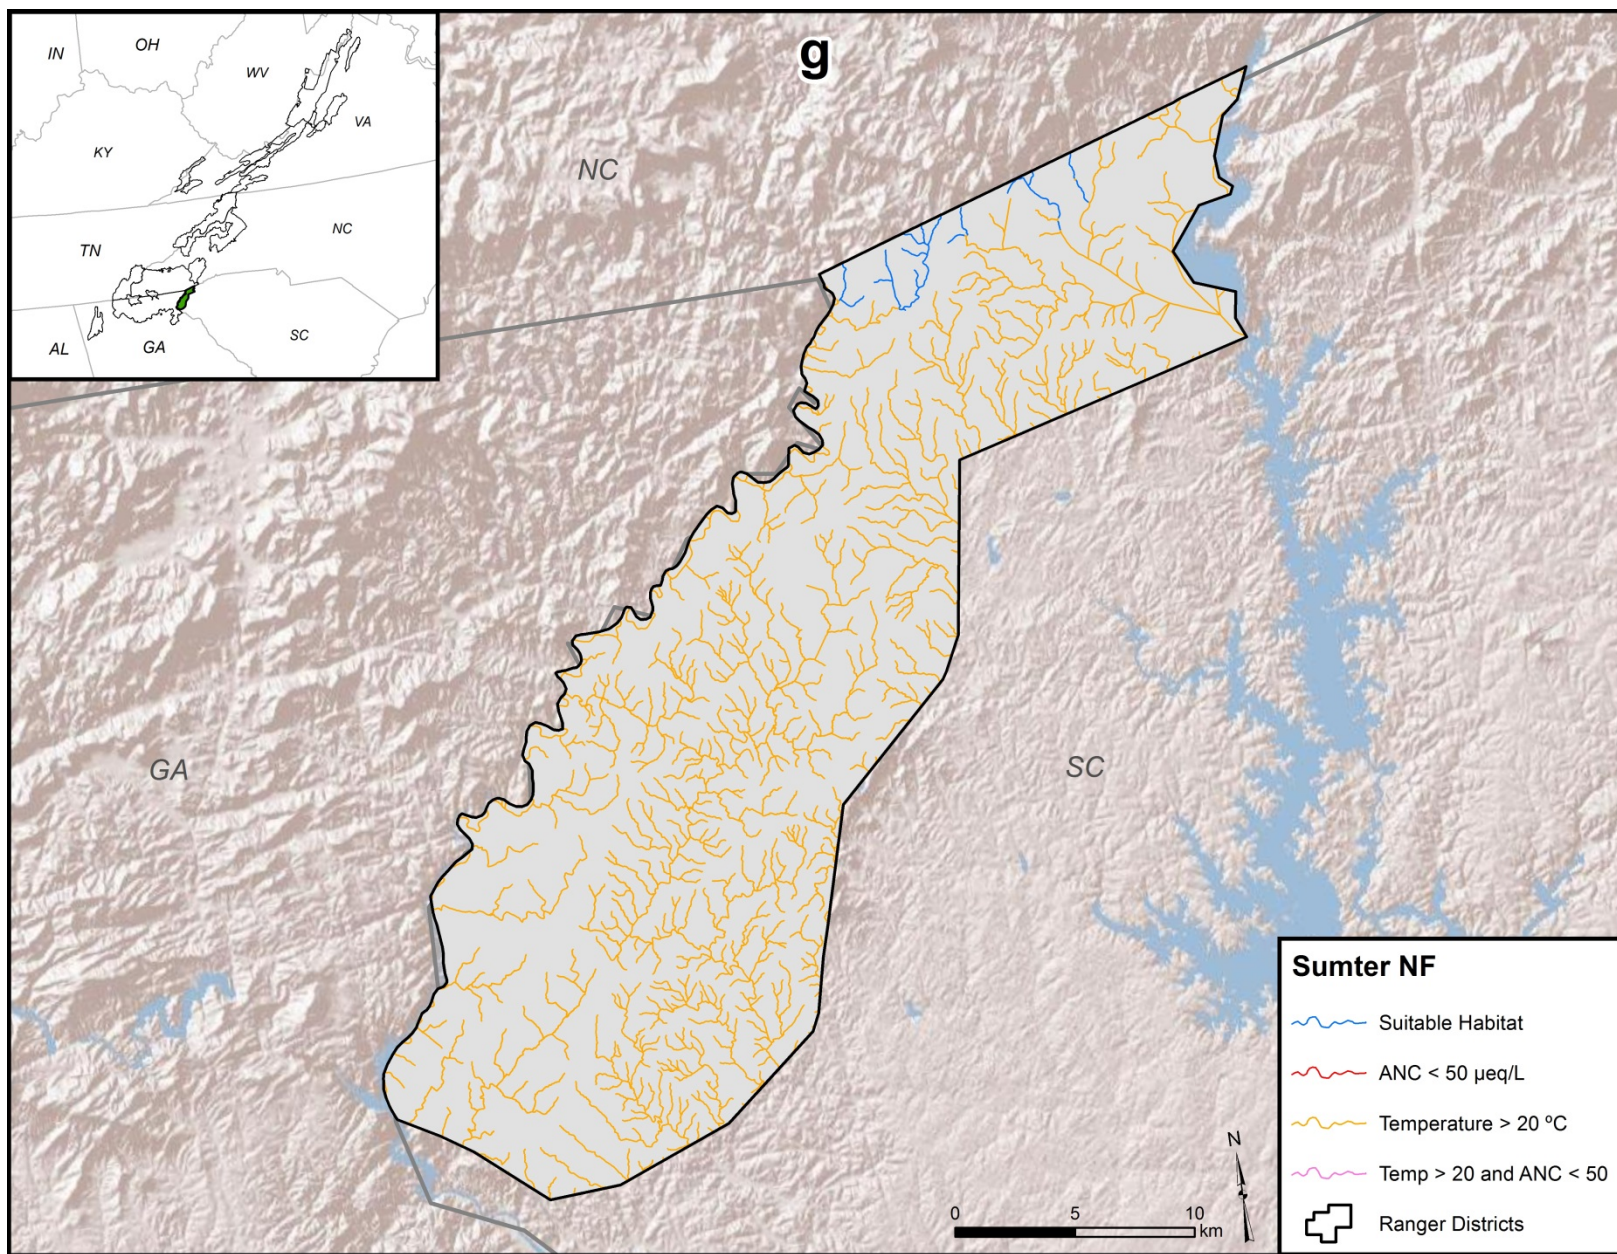 g
IN
OH
WV
VA
KY
NC
TN
SC
AL
GA
NC
GA
SC
N
0 5 10
km
Sumter NF
Suitable Habitat
ANC < 50 µeq/L
Temperature > 20 ºC
Temp > 20 and ANC < 50
Ranger Districts